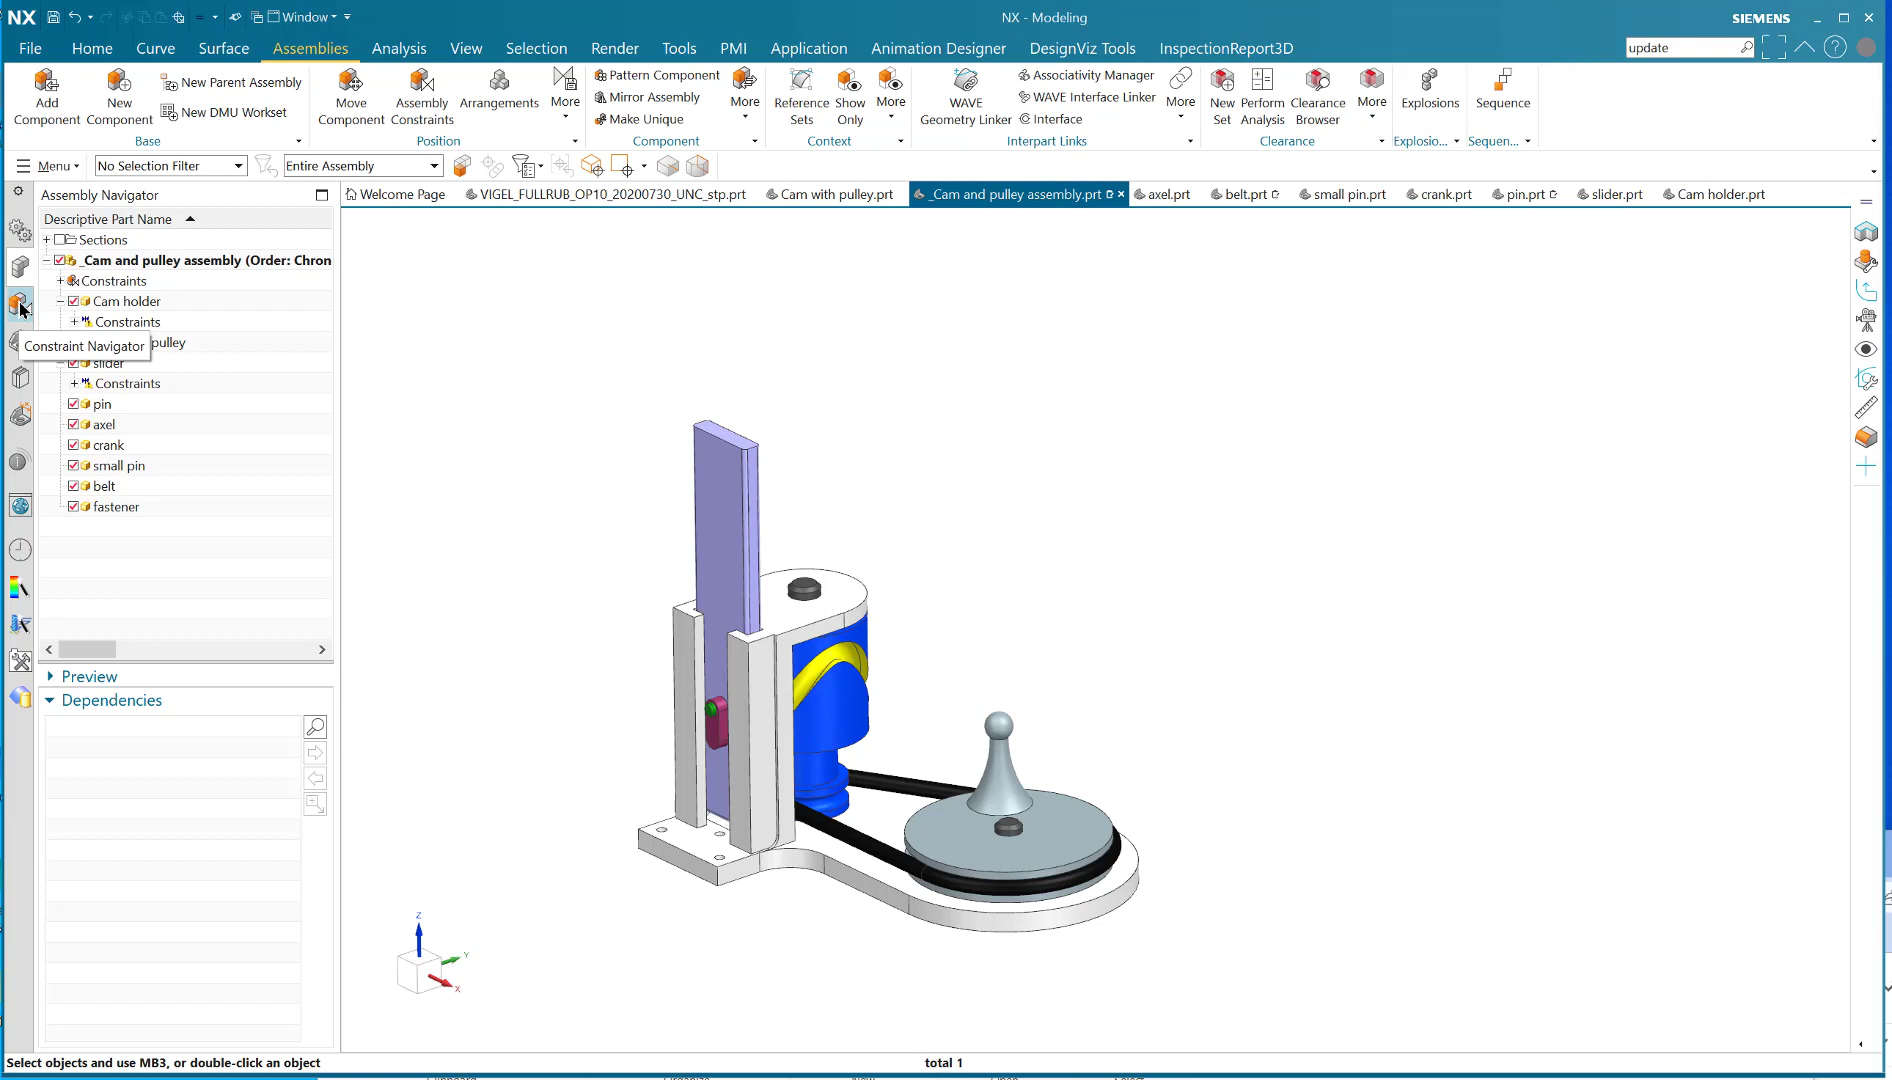 NX Window NX - Modeling SIEMENS
File Home Curve Surface Assemblies Analysis View Selection Render Tools PMI Application Animation Designer DesignViz Tools InspectionReport3D update
Add Component
New Component
New Parent Assembly
New DMU Workset
Base
Move Component
Assembly Constraints
Arrangements
More
Position
Pattern Component
Mirror Assembly
Make Unique
More
Component
Reference Sets
Show Only
More
Context
WAVE Geometry Linker
Associativity Manager
WAVE Interface Linker
Interface
More
Interpart Links
New Set
Perform Analysis
Clearance Browser
More
Clearance
Explosions
Explosio...
Sequence
Sequen...
Menu No Selection Filter Entire Assembly
Assembly Navigator
Welcome Page VIGEL_FULLRUB_OP10_20200730_UNC_stp.prt Cam with pulley.prt _Cam and pulley assembly.prt axel.prt belt.prt small pin.prt crank.prt pin.prt slider.prt Cam holder.prt
Descriptive Part Name
Sections
_Cam and pulley assembly (Order: Chron
Constraints
Cam holder
Constraints
Constraint Navigator
pulley
slider
Constraints
pin
axel
crank
small pin
belt
fastener
Preview
Dependencies
Z
Y
X
Select objects and use MB3, or double-click an object total 1